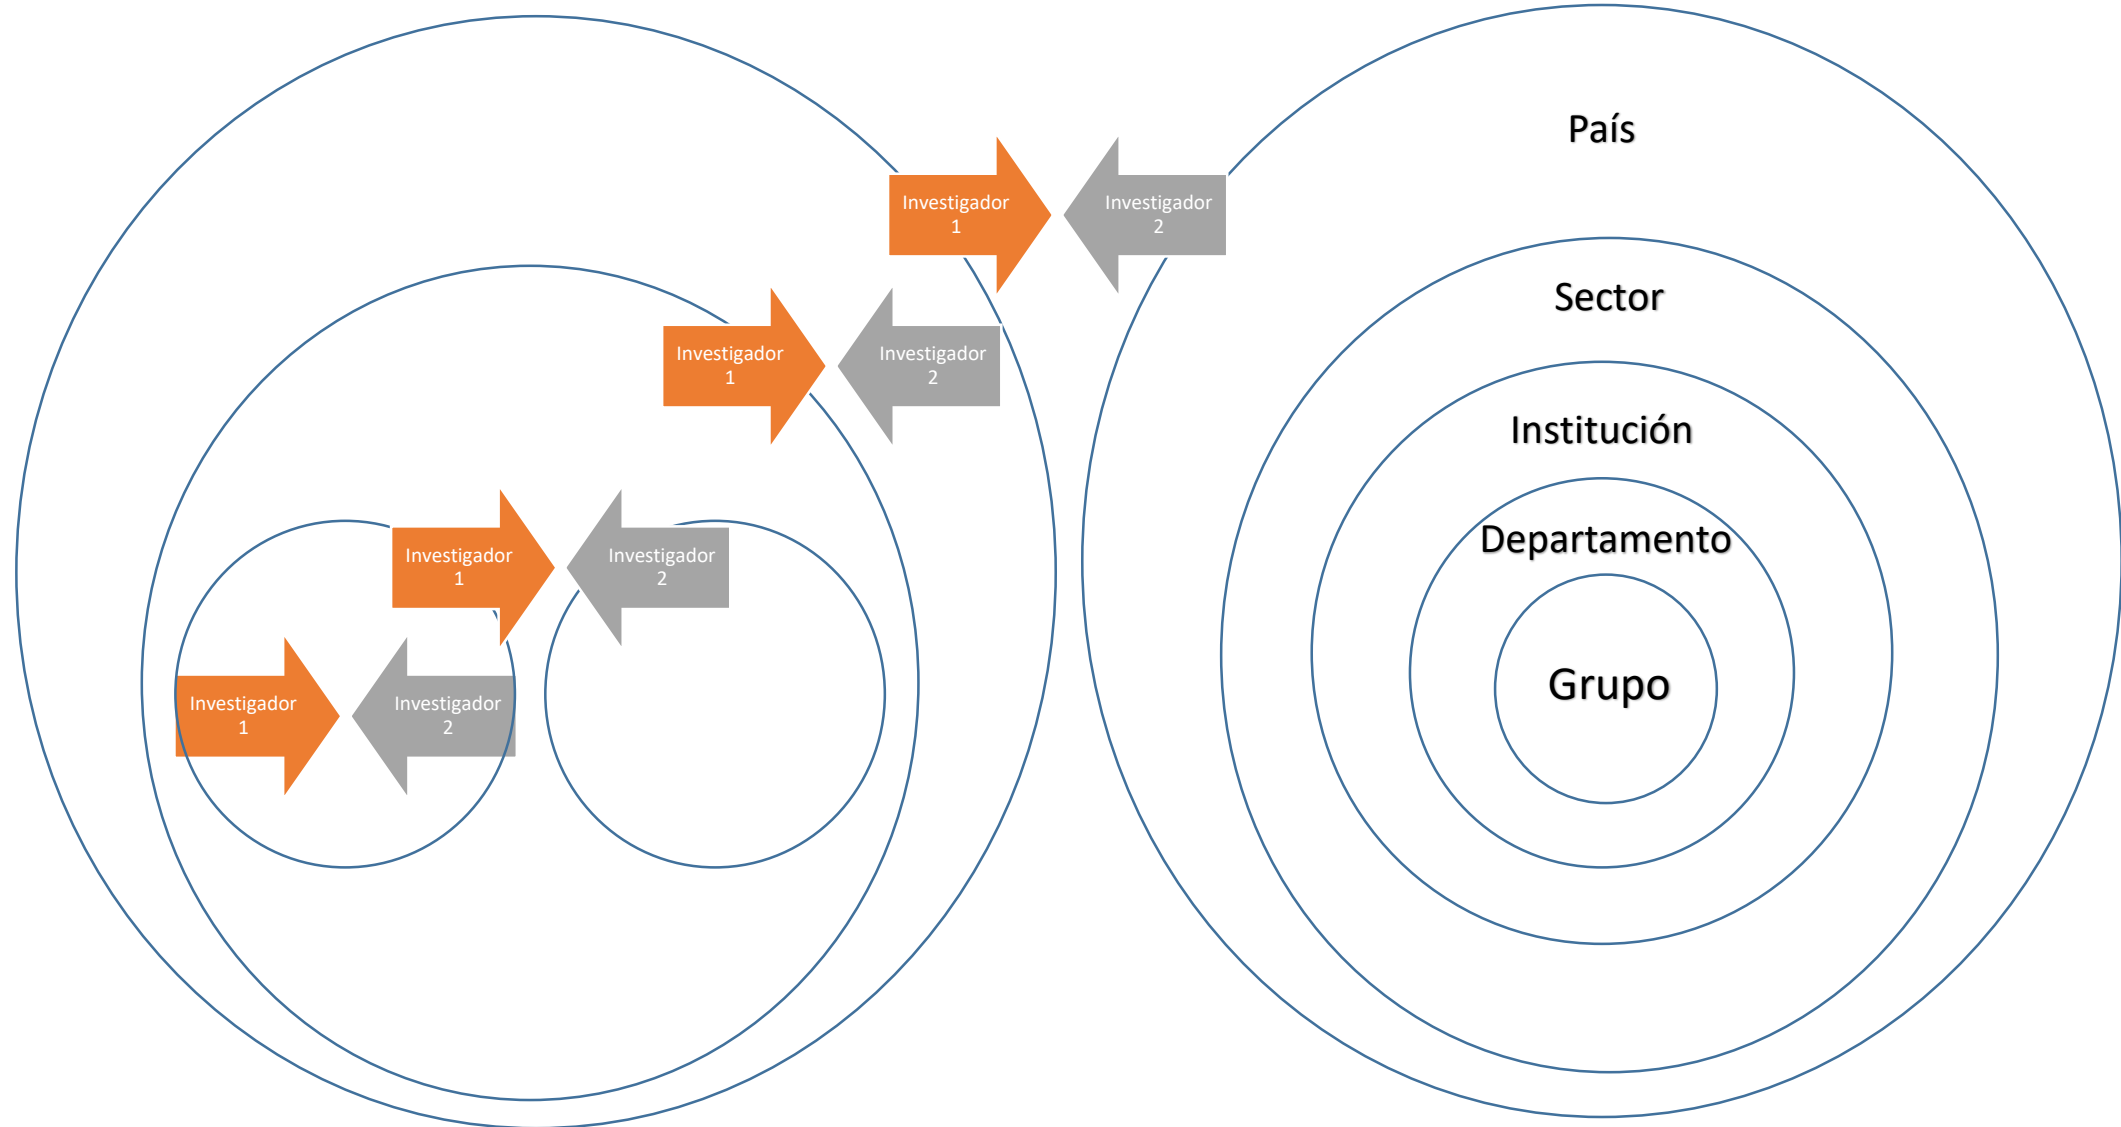 País
Investigador
1
Investigador
2
Sector
Investigador
1
Investigador
2
Institución
Departamento
Investigador
1
Investigador
2
Grupo
Investigador
1
Investigador
2